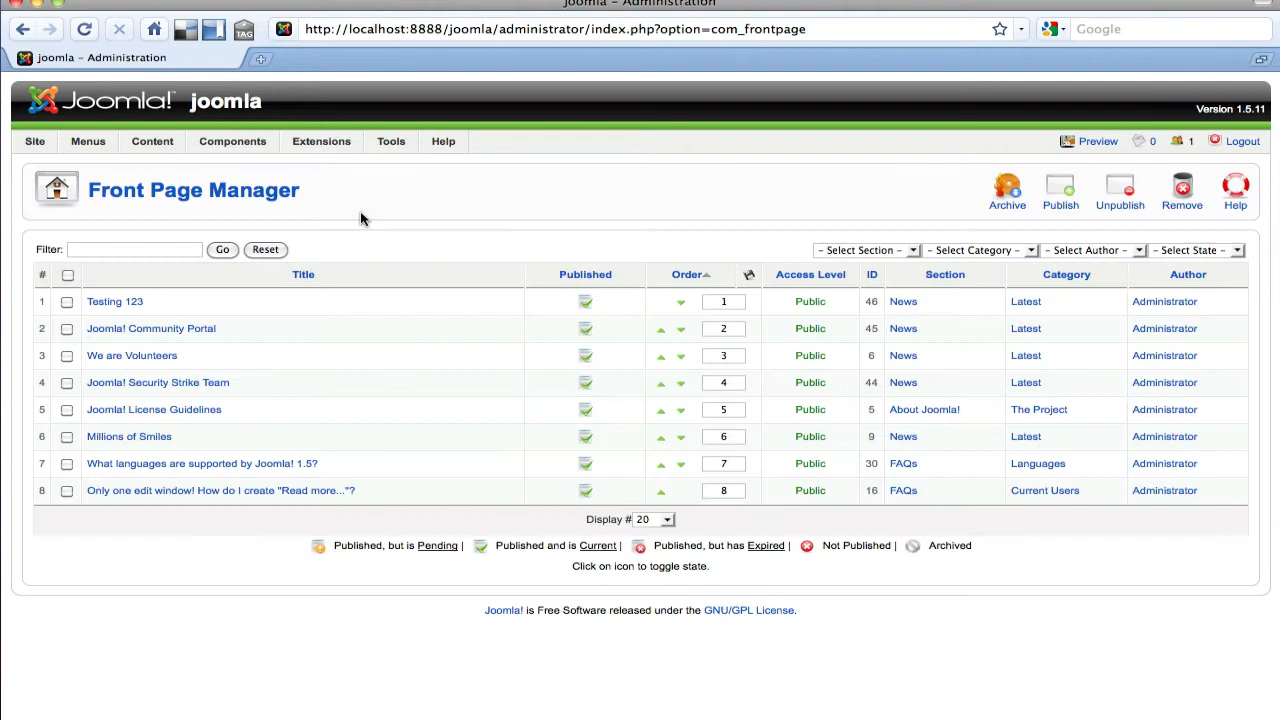 joomla – Administration
TAG
http://localhost:8888/joomla/administrator/index.php?option=com_frontpage
Google
joomla – Administration
Joomla! joomla
Version 1.5.11
Site Menus Content Components Extensions Tools Help Preview 0 1 Logout
Front Page Manager
Archive Publish Unpublish Remove Help
Filter: Go Reset – Select Section – – Select Category – – Select Author – – Select State –
# Title Published Order Access Level ID Section Category Author
1 Testing 123 1 Public 46 News Latest Administrator
2 Joomla! Community Portal 2 Public 45 News Latest Administrator
3 We are Volunteers 3 Public 6 News Latest Administrator
4 Joomla! Security Strike Team 4 Public 44 News Latest Administrator
5 Joomla! License Guidelines 5 Public 5 About Joomla! The Project Administrator
6 Millions of Smiles 6 Public 9 News Latest Administrator
7 What languages are supported by Joomla! 1.5? 7 Public 30 FAQs Languages Administrator
8 Only one edit window! How do I create "Read more..."? 8 Public 16 FAQs Current Users Administrator
Display # 20
Published, but is Pending | Published and is Current | Published, but has Expired | Not Published | Archived
Click on icon to toggle state.
Joomla! is Free Software released under the GNU/GPL License.